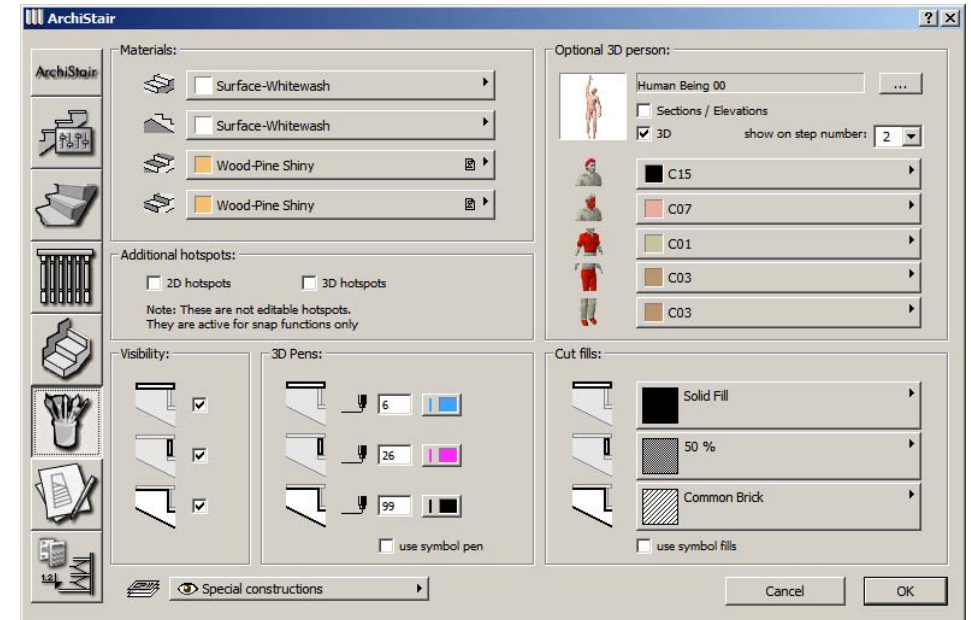 ArchiStair
? X
ArchiStair
Materials:
Surface-Whitewash
Surface-Whitewash
Wood-Pine Shiny
Wood-Pine Shiny
Additional hotspots:
2D hotspots 3D hotspots
Note: These are not editable hotspots.
They are active for snap functions only
Optional 3D person:
Human Being 00 ...
Sections / Elevations
3D show on step number: 2
C15
C07
C01
C03
C03
Visibility:
3D Pens:
6
26
99
use symbol pen
Cut fills:
Solid Fill
50 %
Common Brick
use symbol fills
1.2
Special constructions
Cancel OK